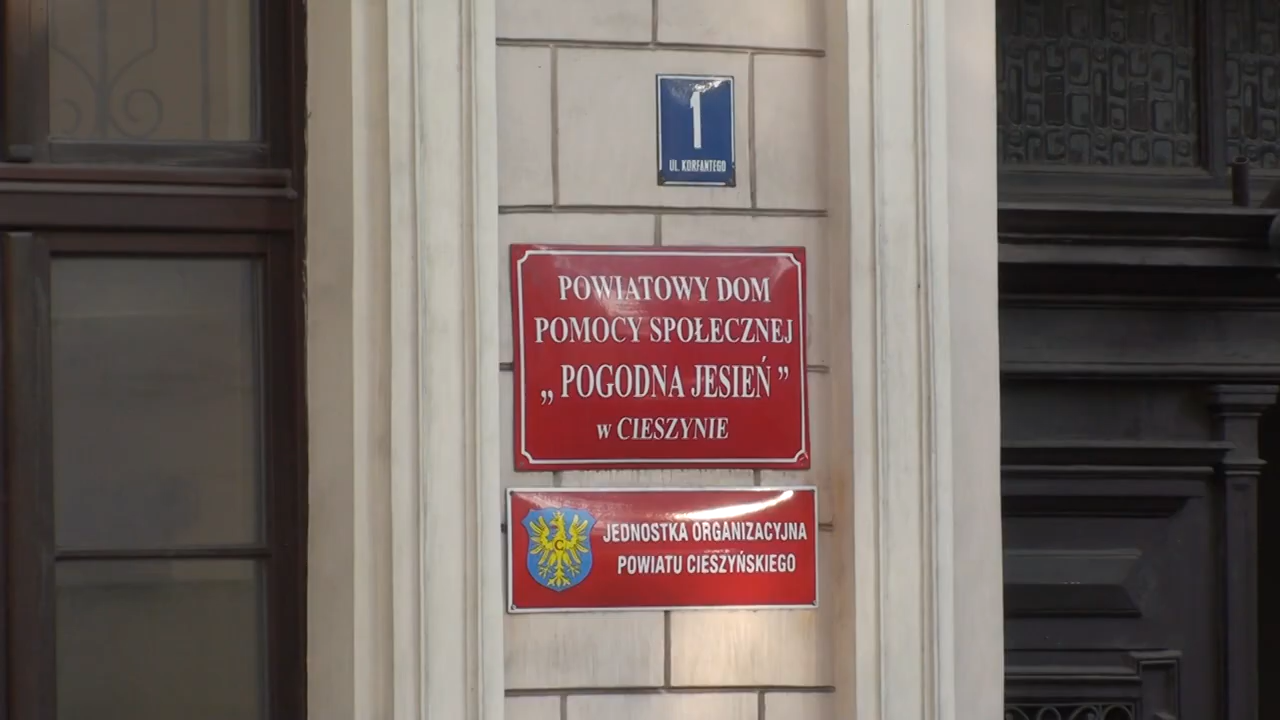 1
UL. KORFANTEGO
POWIATOWY DOM
POMOCY SPOŁECZNEJ
„ POGODNA JESIEŃ ”
w CIESZYNIE
C
JEDNOSTKA ORGANIZACYJNA
POWIATU CIESZYŃSKIEGO